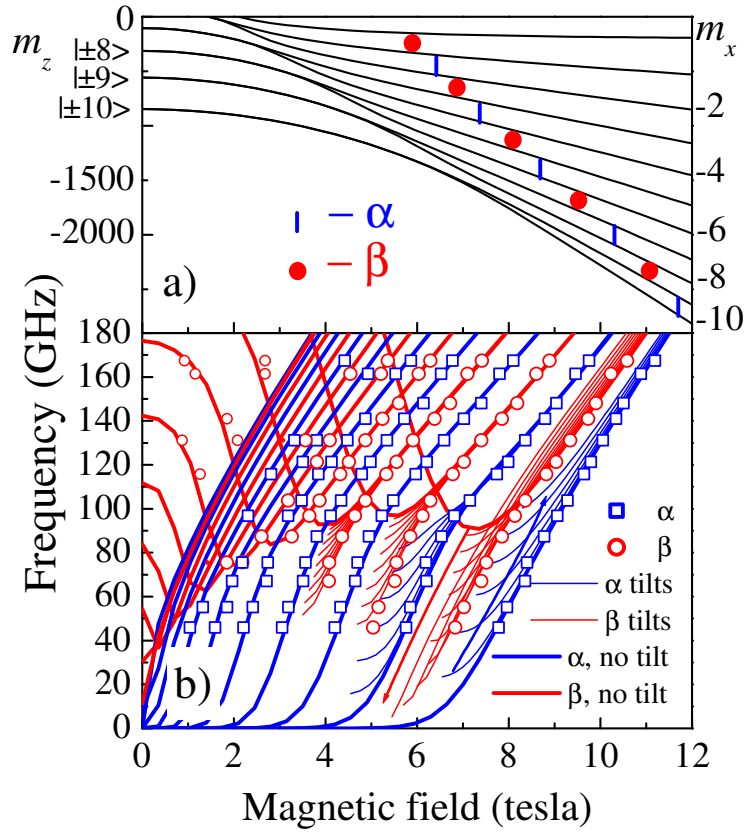 0
m_z
m_x
|±8>
|±9>
-2
|±10>
-4
-1500
– α
-6
-2000
– β
-8
a)
-10
Frequency (GHz)
180
160
140
120
100
80
60
40
20
0
α
β
α tilts
β tilts
α, no tilt
β, no tilt
b)
0 2 4 6 8 10 12
Magnetic field (tesla)